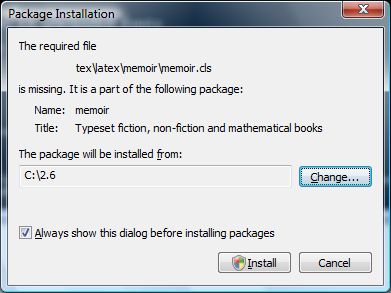 Package Installation
The required file
tex\latex\memoir\memoir.cls
is missing. It is a part of the following package:
Name: memoir
Title: Typeset fiction, non-fiction and mathematical books
The package will be installed from:
C:\2.6 Change...
Always show this dialog before installing packages
Install Cancel